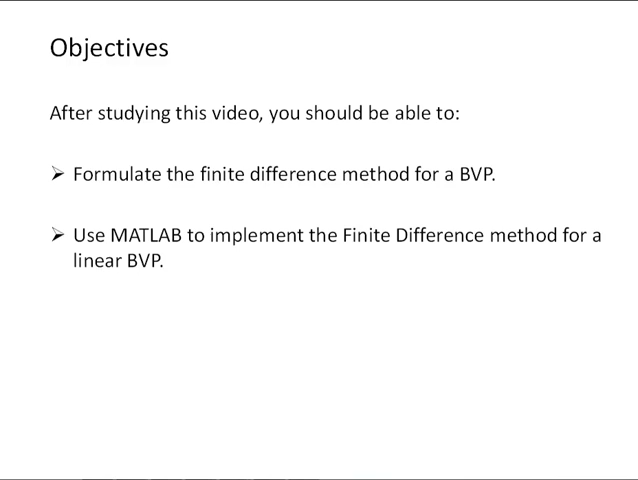 Objectives
After studying this video, you should be able to:
➢ Formulate the finite difference method for a BVP.
➢ Use MATLAB to implement the Finite Difference method for a
linear BVP.